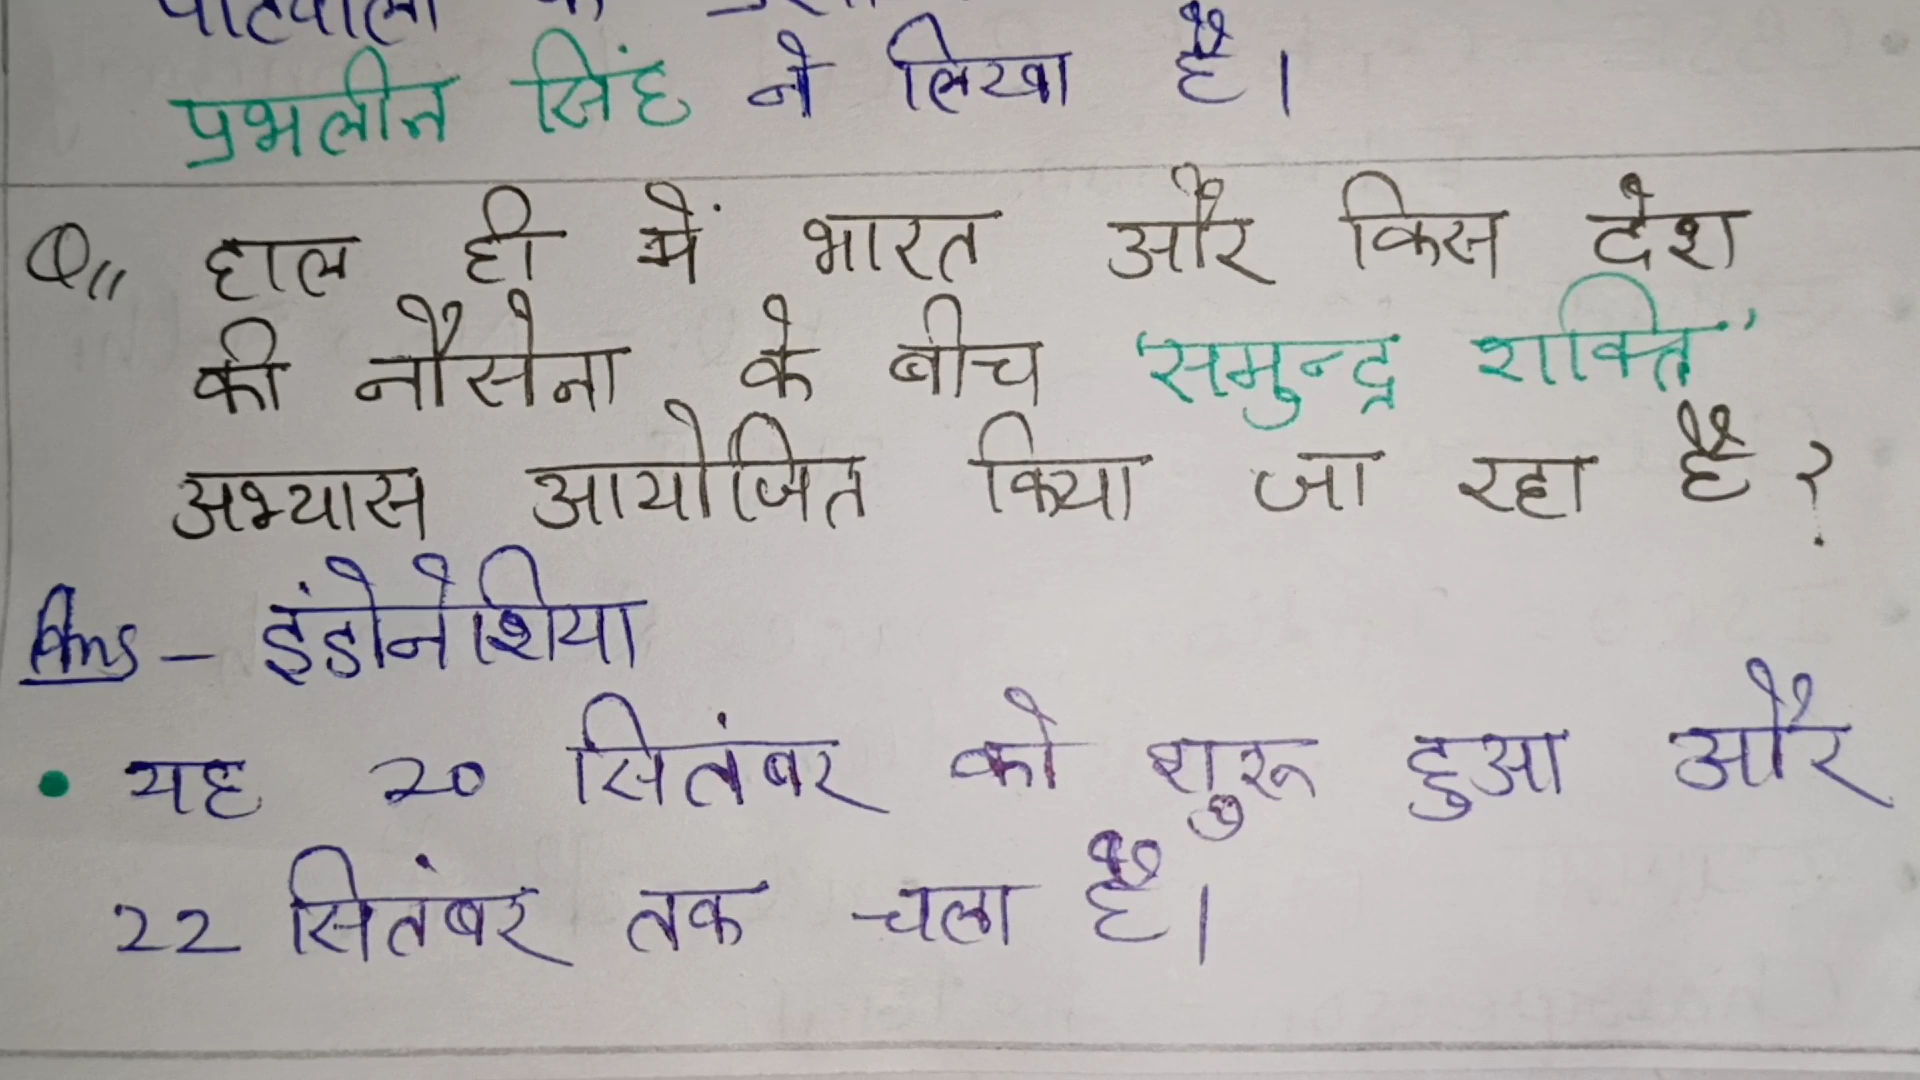 प्रभलीन सिंह ने लिखा है।
Q,, हाल ही में भारत और किस देश
की नौसेना के बीच 'समुन्द्र शक्ति'
अभ्यास आयोजित किया जा रहा है?
Ans - इंडोनेशिया
• यह 20 सितंबर को शुरू हुआ और
22 सितंबर तक चला है।